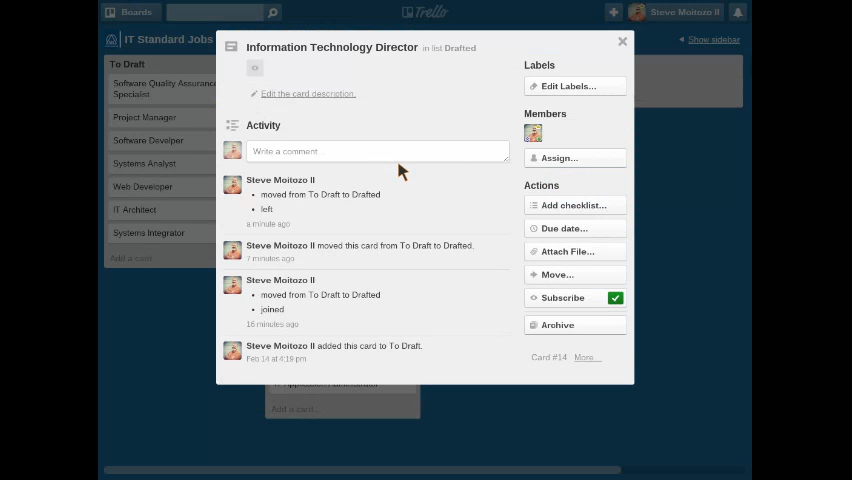 Boards
Trello
Steve Moitozo II
IT Standard Jobs
Show sidebar
To Draft
Software Quality Assurance
Specialist
Project Manager
Software Develper
Systems Analyst
Web Developer
IT Architect
Systems Integrator
Add a card...
Information Technology Director in list Drafted
Edit the card description.
Activity
Write a comment...
Steve Moitozo II
moved from To Draft to Drafted
left
a minute ago
Steve Moitozo II moved this card from To Draft to Drafted.
7 minutes ago
Steve Moitozo II
moved from To Draft to Drafted
joined
16 minutes ago
Steve Moitozo II added this card to To Draft.
Feb 14 at 4:19 pm
Labels
Edit Labels...
Members
Assign...
Actions
Add checklist...
Due date...
Attach File...
Move...
Subscribe
Archive
Card #14 More...
IT Application Administrator
Add a card...